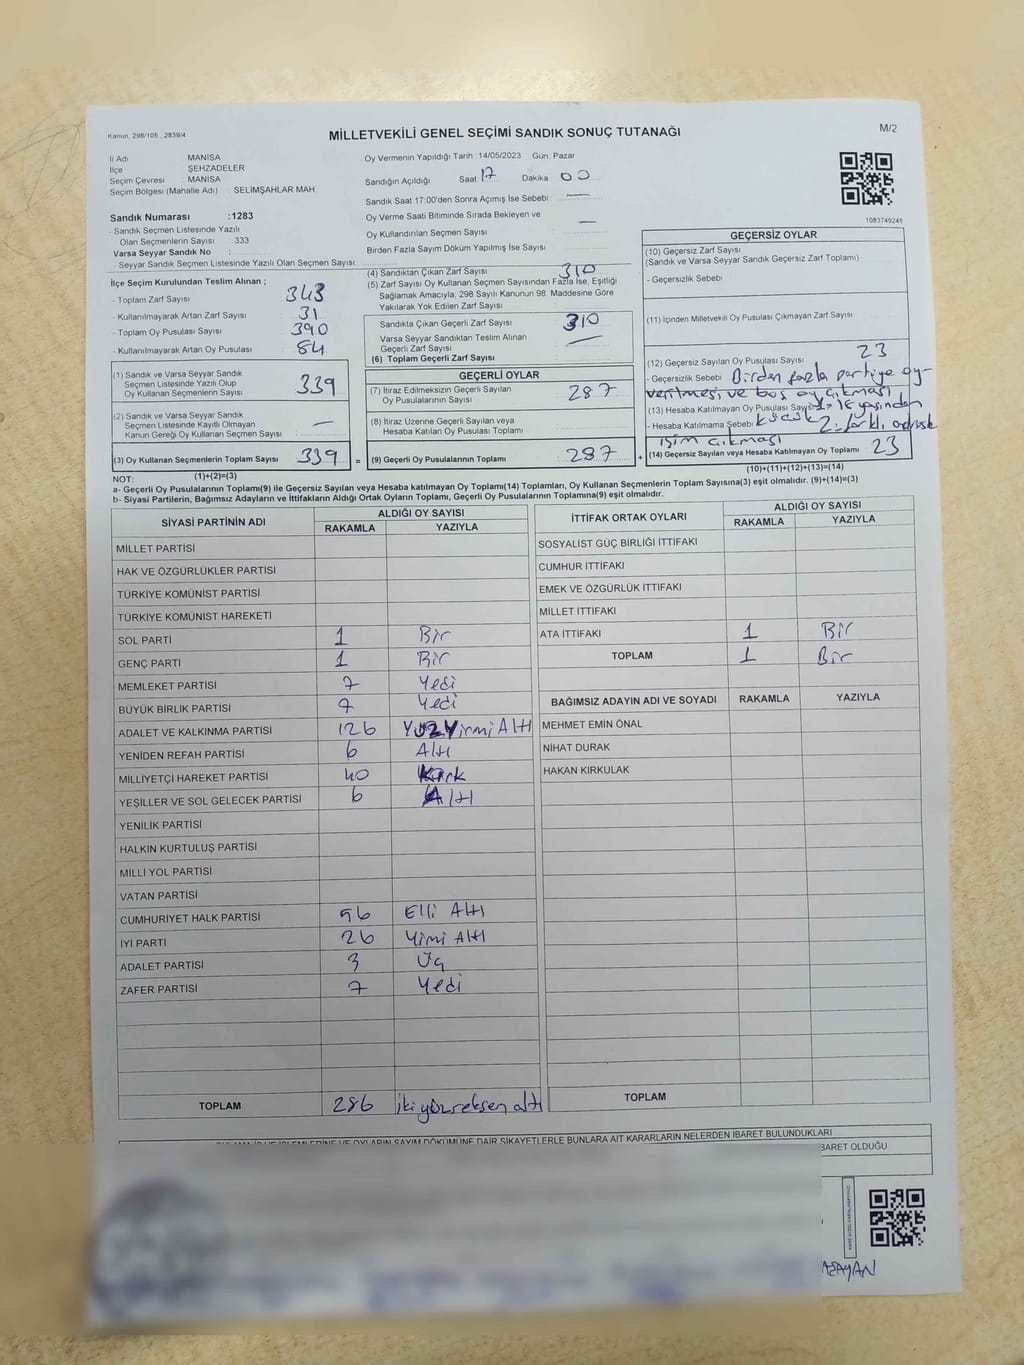 Kanun: 298/105 , 2839/4
MİLLETVEKİLİ GENEL SEÇİMİ SANDIK SONUÇ TUTANAĞI
M/2
İl Adı MANİSA
İlçe ŞEHZADELER
Seçim Çevresi MANİSA
Seçim Bölgesi (Mahalle Adı) : SELİMŞAHLAR MAH.
Oy Vermenin Yapıldığı Tarih :14/05/2023 Gün: Pazar
Sandığın Açıldığı Saat 17 Dakika 00
Sandık Saat 17:00'den Sonra Açımış İse Sebebi : —
Oy Verme Saati Bitiminde Sırada Bekleyen ve
Oy Kullandırılan Seçmen Sayısı —
Birden Fazla Sayım Döküm Yapılmış İse Sayısı
1083749248
Sandık Numarası :1283
- Sandık Seçmen Listesinde Yazılı
Olan Seçmenlerin Sayısı 333
Varsa Seyyar Sandık No :
- Seyyar Sandık Seçmen Listesinde Yazılı Olan Seçmen Sayısı:
İlçe Seçim Kurulundan Teslim Alınan ;
- Toplam Zarf Sayısı 343
- Kullanılmayarak Artan Zarf Sayısı 31
- Toplam Oy Pusulası Sayısı 390
- Kullanılmayarak Artan Oy Pusulası 84
(1) Sandık ve Varsa Seyyar Sandık
Seçmen Listesinde Yazılı Olup
Oy Kullanan Seçmenlerin Sayısı 339
(2) Sandık ve Varsa Seyyar Sandık
Seçmen Listesinde Kayıtlı Olmayan
Kanun Gereği Oy Kullanan Seçmen Sayısı —
(3) Oy Kullanan Seçmenlerin Toplam Sayısı 339 =
(1)+(2)=(3)
(4) Sandıktan Çıkan Zarf Sayısı 310
(5) Zarf Sayısı Oy Kullanan Seçmen Sayısından Fazla İse, Eşitliği
Sağlamak Amacıyla; 298 Sayılı Kanunun 98. Maddesine Göre
Yakılarak Yok Edilen Zarf Sayısı
Sandıkta Çıkan Geçerli Zarf Sayısı 310
Varsa Seyyar Sandıktan Teslim Alınan
Geçerli Zarf Sayısı —
(6) Toplam Geçerli Zarf Sayısı
GEÇERLİ OYLAR
(7) İtiraz Edilmeksizin Geçerli Sayılan
Oy Pusulalarının Sayısı 287
(8) İtiraz Üzerine Geçerli Sayılan veya
Hesaba Katılan Oy Pusulası Toplamı
(9) Geçerli Oy Pusulalarının Toplamı 287 +
GEÇERSİZ OYLAR
(10) Geçersiz Zarf Sayısı
(Sandık ve Varsa Seyyar Sandık Geçersiz Zarf Toplamı)
- Geçersizlik Sebebi
(11) İçinden Milletvekili Oy Pusulası Çıkmayan Zarf Sayısı
(12) Geçersiz Sayılan Oy Pusulası Sayısı 23
- Geçersizlik Sebebi Birden fazla partiye oy
verilmesi ve boş oy çıkması
(13) Hesaba Katılmayan Oy Pusulası Sayısı yaşından
- Hesaba Katılmama Sebebi küçük 2- farklı
isim çıkması
(14) Geçersiz Sayılan veya Hesaba Katılmayan Oy Toplamı 23
(10)+(11)+(12)+(13)=(14)
NOT:
a- Geçerli Oy Pusulalarının Toplamı(9) ile Geçersiz Sayılan veya Hesaba katılmayan Oy Toplamı(14) Toplamları, Oy Kullanan Seçmenlerin Toplam Sayısına(3) eşit olmalıdır. (9)+(14)=(3)
b- Siyasi Partilerin, Bağımsız Adayların ve İttifakların Aldığı Ortak Oyların Toplamı, Geçerli Oy Pusulalarının Toplamına(9) eşit olmalıdır.
SİYASİ PARTİNİN ADI ALDIĞI OY SAYISI
RAKAMLA YAZIYLA
MİLLET PARTİSİ
HAK VE ÖZGÜRLÜKLER PARTİSİ
TÜRKİYE KOMÜNİST PARTİSİ
TÜRKİYE KOMÜNİST HAREKETİ
SOL PARTİ 1 Bir
GENÇ PARTİ 1 Bir
MEMLEKET PARTİSİ 7 Yedi
BÜYÜK BİRLİK PARTİSİ 7 Yedi
ADALET VE KALKINMA PARTİSİ 126 YüzYirmi Altı
YENİDEN REFAH PARTİSİ 6 Altı
MİLLİYETÇİ HAREKET PARTİSİ 40 Kırk
YEŞİLLER VE SOL GELECEK PARTİSİ 6 Altı
YENİLİK PARTİSİ
HALKIN KURTULUŞ PARTİSİ
MİLLİ YOL PARTİSİ
VATAN PARTİSİ
CUMHURİYET HALK PARTİSİ 56 Elli Altı
İYİ PARTİ 26 Yimi Altı
ADALET PARTİSİ 3 Üç
ZAFER PARTİSİ 7 Yedi
TOPLAM 286 ikiyüzseksen altı
İTTİFAK ORTAK OYLARI ALDIĞI OY SAYISI
RAKAMLA YAZIYLA
SOSYALİST GÜÇ BİRLİĞİ İTTİFAKI
CUMHUR İTTİFAKI
EMEK VE ÖZGÜRLÜK İTTİFAKI
MİLLET İTTİFAKI
ATA İTTİFAKI 1 Bir
TOPLAM 1 Bir
BAĞIMSIZ ADAYIN ADI VE SOYADI RAKAMLA YAZIYLA
MEHMET EMİN ÖNAL
NİHAT DURAK
HAKAN KIRKULAK
TOPLAM
OYLARIN SAYIM DÖKÜMÜNE DAİR ŞİKAYETLERLE BUNLARA AİT KARARLARIN NELERDEN İBARET BULUNDUKLARI
BARET OLDUĞU